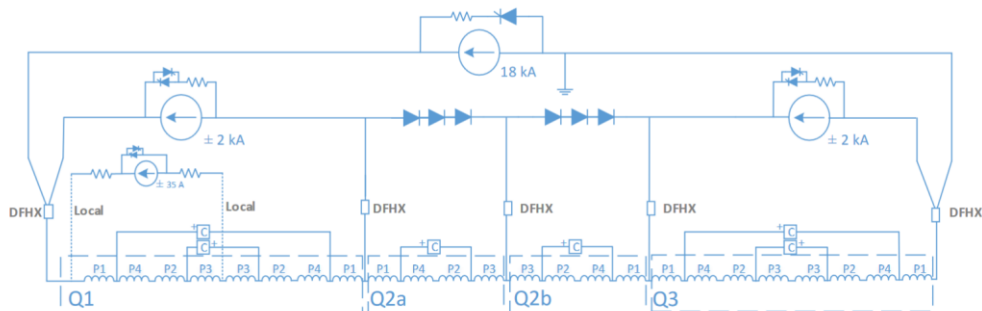 18 kA
± 2 kA
± 2 kA
± 35 A
DFHX
Local
Local
DFHX
DFHX
DFHX
DFHX
+ C
C +
+ C
+ C
+ C
C +
P1 P4 P2 P3 P3 P2 P4 P1
P1 P4 P2 P3
P3 P2 P4 P1
P1 P4 P2 P3 P3 P2 P4 P1
Q1
Q2a
Q2b
Q3